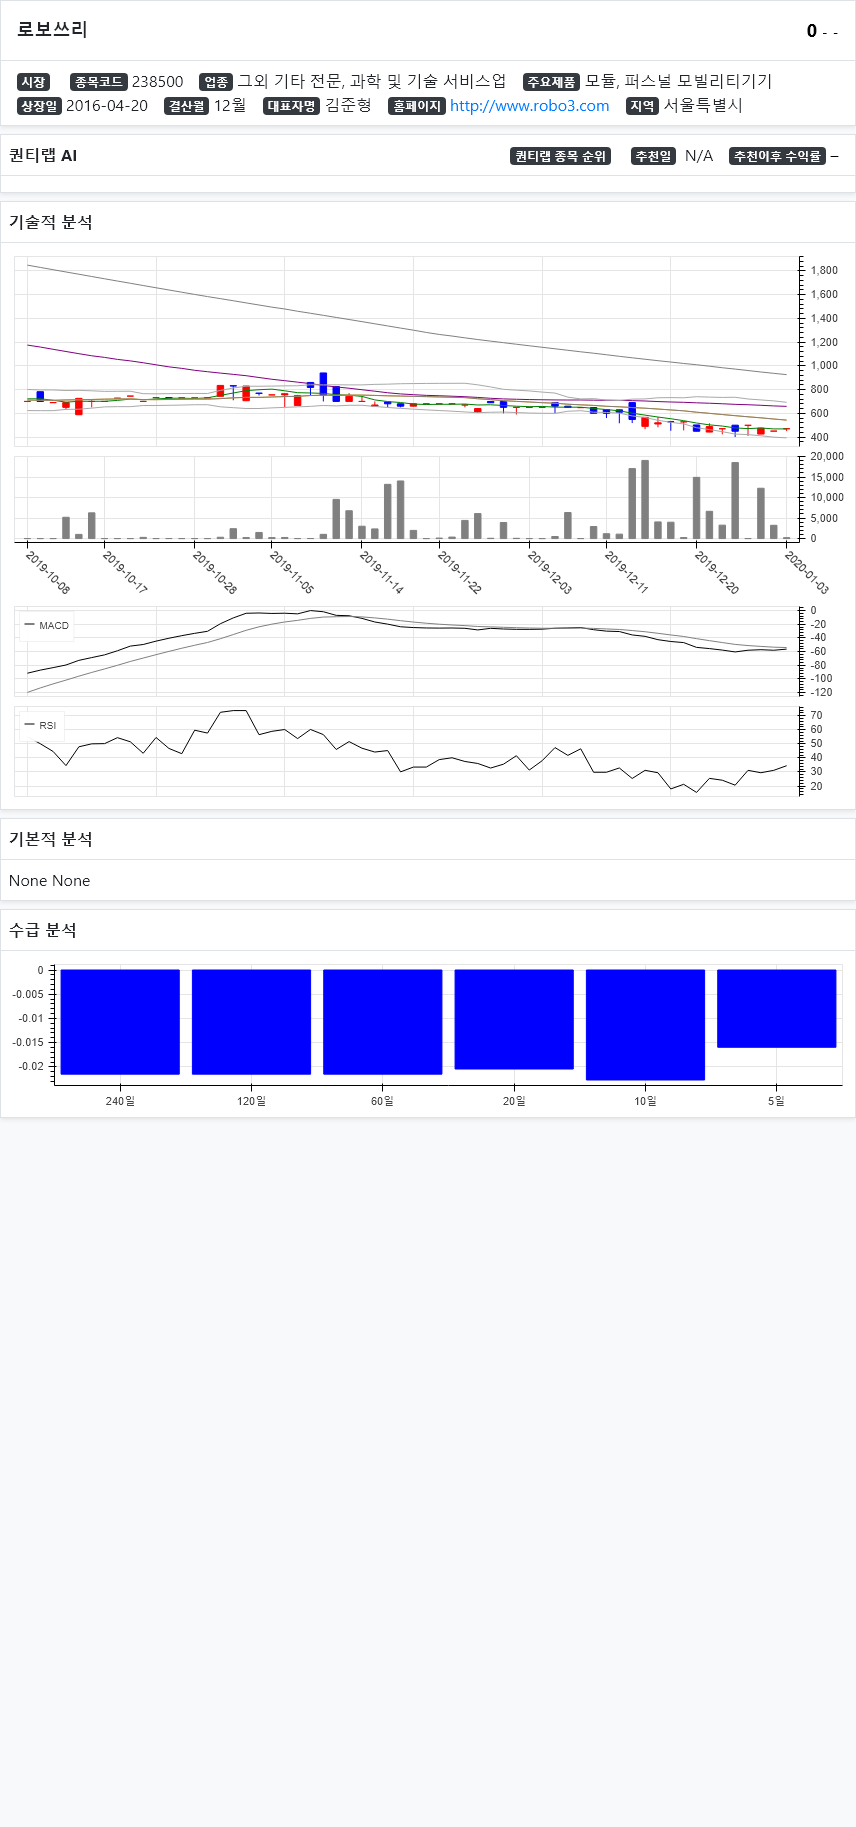 로보쓰리
0 - -
시장 종목코드 238500 업종 그외 기타 전문, 과학 및 기술 서비스업 주요제품 모듈, 퍼스널 모빌리티기기
상장일 2016-04-20 결산월 12월 대표자명 김준형 홈페이지 http://www.robo3.com 지역 서울특별시
퀀티랩 AI
퀀티랩 종목 순위 추천일 N/A 추천이후 수익률 –
기술적 분석
1,800
1,600
1,400
1,200
1,000
800
600
400
20,000
15,000
10,000
5,000
0
2019-10-08 2019-10-17 2019-10-28 2019-11-05 2019-11-14 2019-11-22 2019-12-03 2019-12-11 2019-12-20 2020-01-03
MACD
0
-20
-40
-60
-80
-100
-120
RSI
70
60
50
40
30
20
기본적 분석
None None
수급 분석
0
-0.005
-0.01
-0.015
-0.02
240일 120일 60일 20일 10일 5일